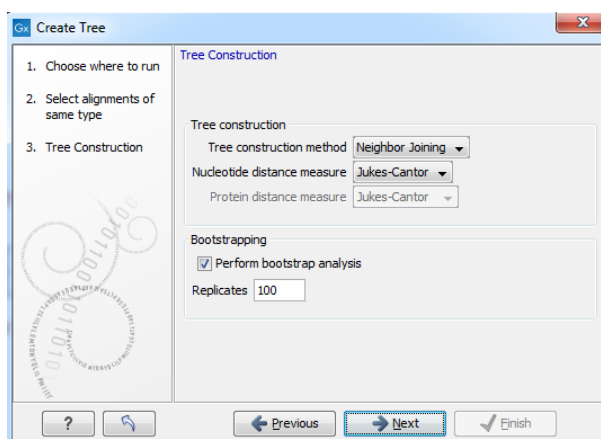 Gx Create Tree
1. Choose where to run
2. Select alignments of
same type
3. Tree Construction
Tree Construction
Tree construction
Tree construction method Neighbor Joining
Nucleotide distance measure Jukes-Cantor
Protein distance measure Jukes-Cantor
Bootstrapping
Perform bootstrap analysis
Replicates 100
? Previous Next Finish